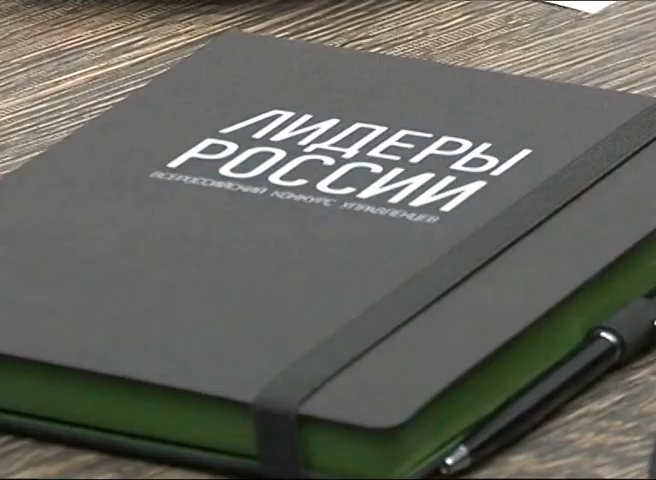 ЛИДЕРЫ
РОССИИ
ВСЕРОССИЙСКИЙ КОНКУРС УПРАВЛЕНЦЕВ